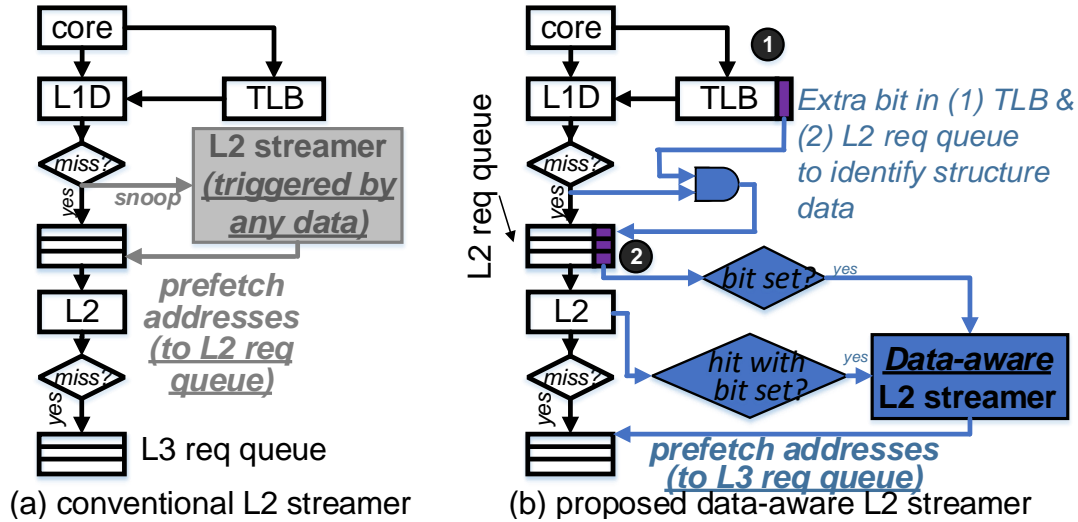 core
L1D
TLB
miss?
snoop
yes
L2 streamer
(triggered by
any data)
prefetch
addresses
(to L2 req
queue)
L2
miss?
yes
L3 req queue
(a) conventional L2 streamer
core
1
L1D
TLB
Extra bit in (1) TLB &
(2) L2 req queue
to identify structure
data
miss?
yes
L2 req queue
2
bit set?
yes
L2
hit with
bit set?
yes
Data-aware
L2 streamer
miss?
yes
prefetch addresses
(to L3 req queue)
(b) proposed data-aware L2 streamer